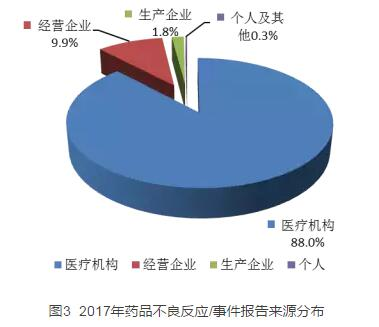 经营企业
9.9%
生产企业
1.8%
个人及其
他0.3%
医疗机构
88.0%
医疗机构 经营企业 生产企业 个人
图3 2017年药品不良反应/事件报告来源分布